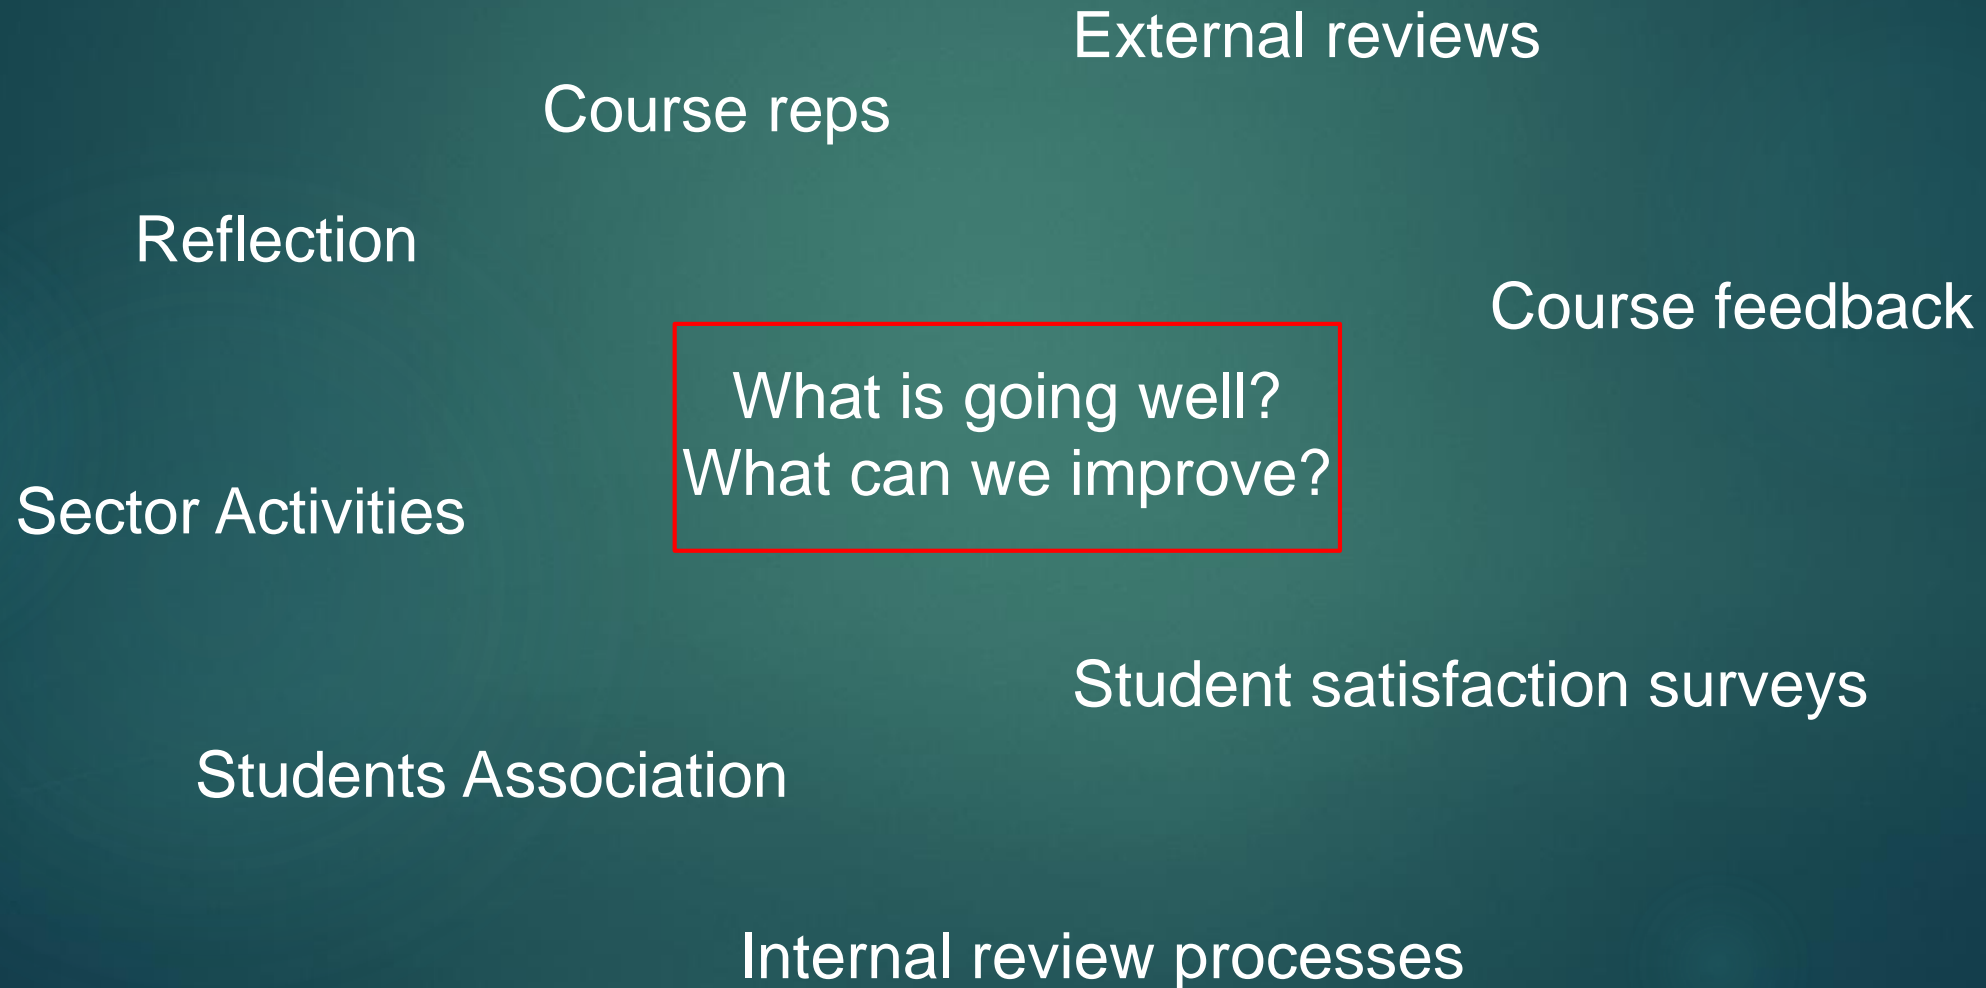 External reviews
Course reps
Reflection
Course feedback
What is going well?
What can we improve?
Sector Activities
Student satisfaction surveys
Students Association
Internal review processes